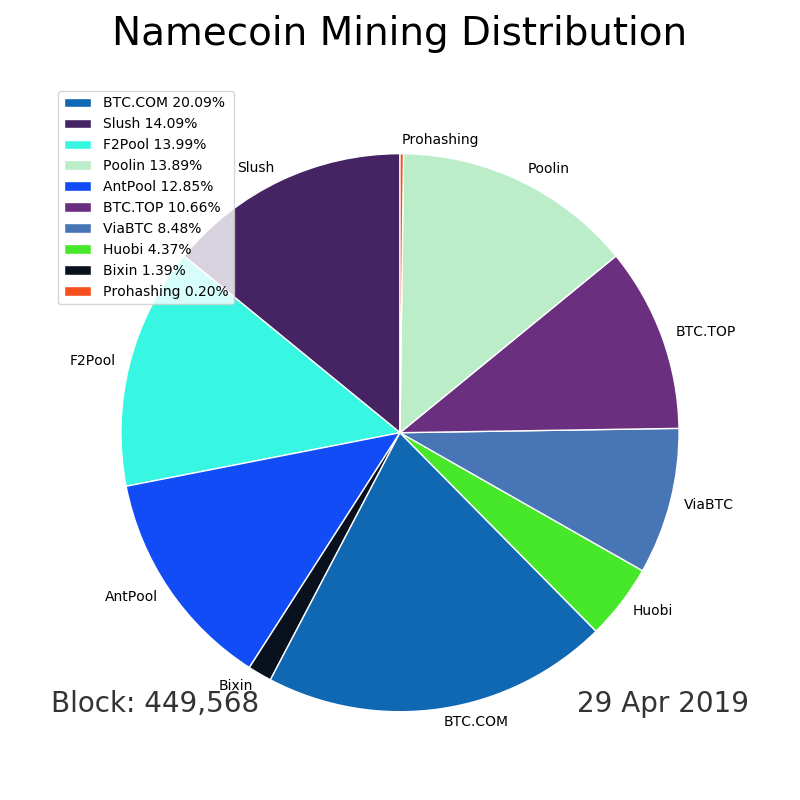 Namecoin Mining Distribution
BTC.COM 20.09%
Slush 14.09%
F2Pool 13.99%
Poolin 13.89%
AntPool 12.85%
BTC.TOP 10.66%
ViaBTC 8.48%
Huobi 4.37%
Bixin 1.39%
Prohashing 0.20%
Prohashing
Slush
Poolin
BTC.TOP
F2Pool
ViaBTC
AntPool
Huobi
Bixin
BTC.COM
Block: 449,568
29 Apr 2019